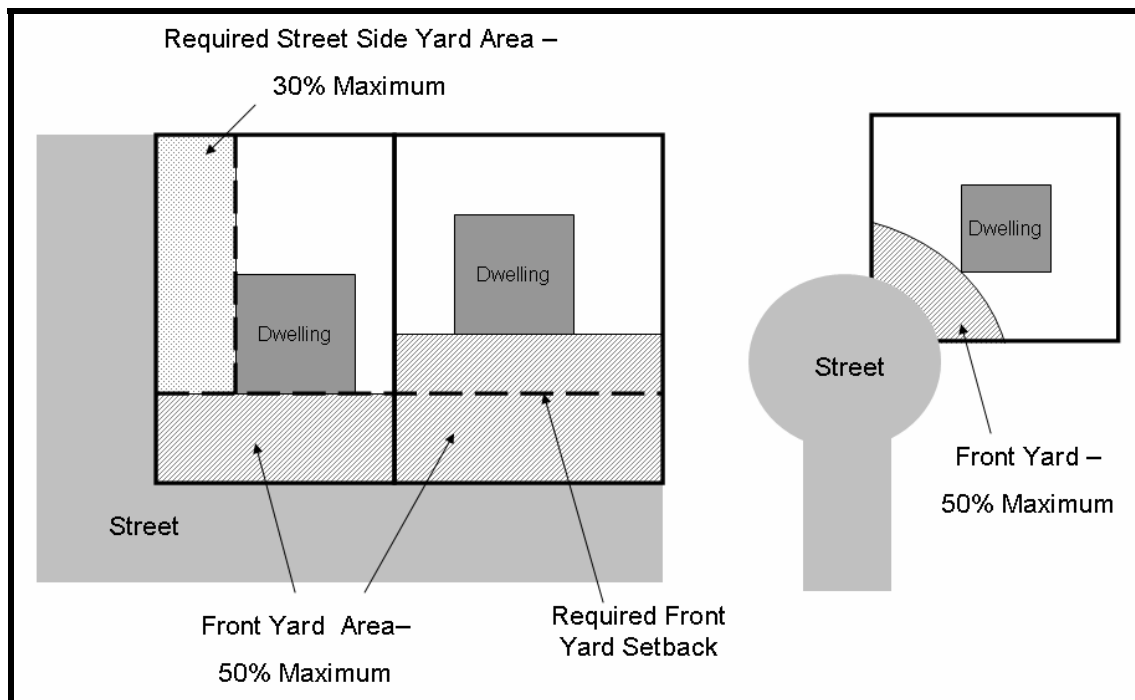 Required Street Side Yard Area –
30% Maximum
Dwelling
Dwelling
Dwelling
Street
Street
Front Yard –
50% Maximum
Front Yard Area–
50% Maximum
Required Front
Yard Setback